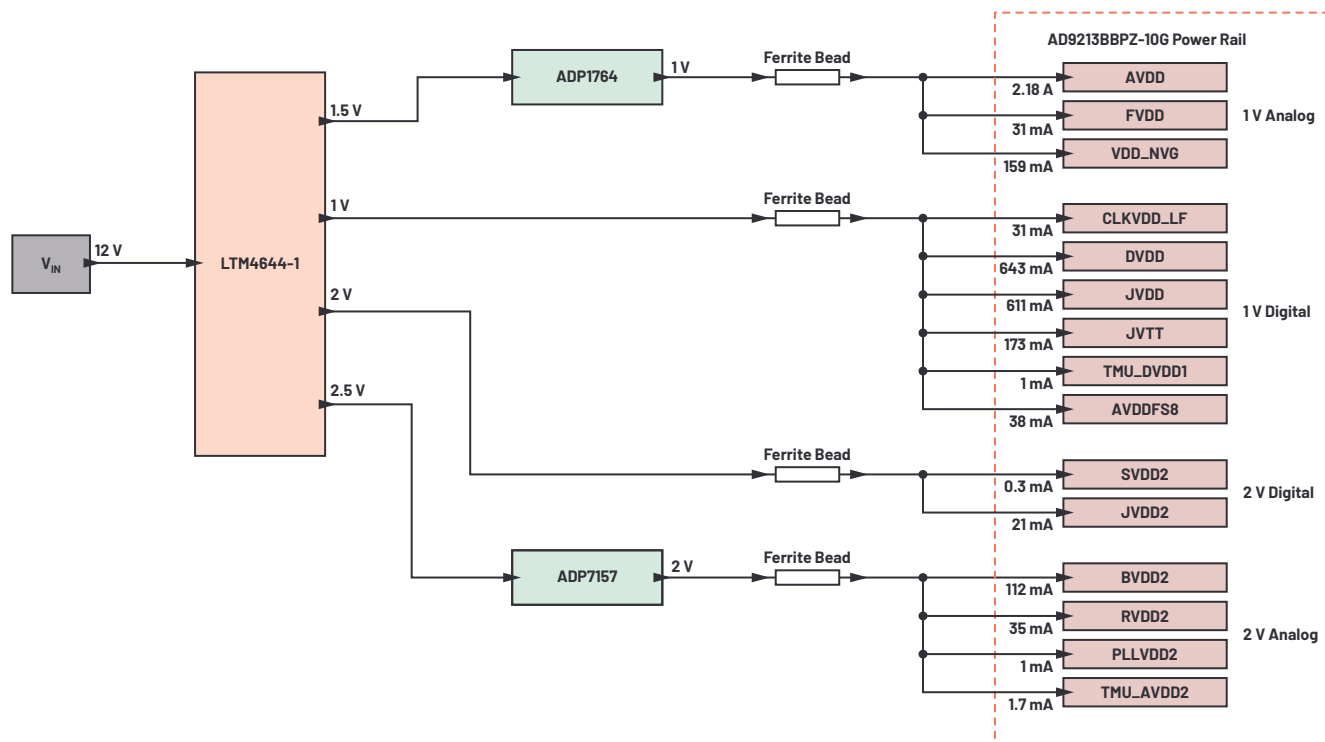 AD9213BBPZ-10G Power Rail
ADP1764
1 V
Ferrite Bead
AVDD
2.18 A
1.5 V
FVDD
31 mA
1 V Analog
VDD_NVG
159 mA
1 V
Ferrite Bead
CLKVDD_LF
31 mA
VIN
12 V
LTM4644-1
DVDD
643 mA
2 V
JVDD
611 mA
1 V Digital
JVTT
173 mA
TMU_DVDD1
1 mA
2.5 V
AVDDFS8
38 mA
Ferrite Bead
SVDD2
0.3 mA
2 V Digital
JVDD2
21 mA
ADP7157
2 V
Ferrite Bead
BVDD2
112 mA
RVDD2
35 mA
2 V Analog
PLLVDD2
1 mA
TMU_AVDD2
1.7 mA